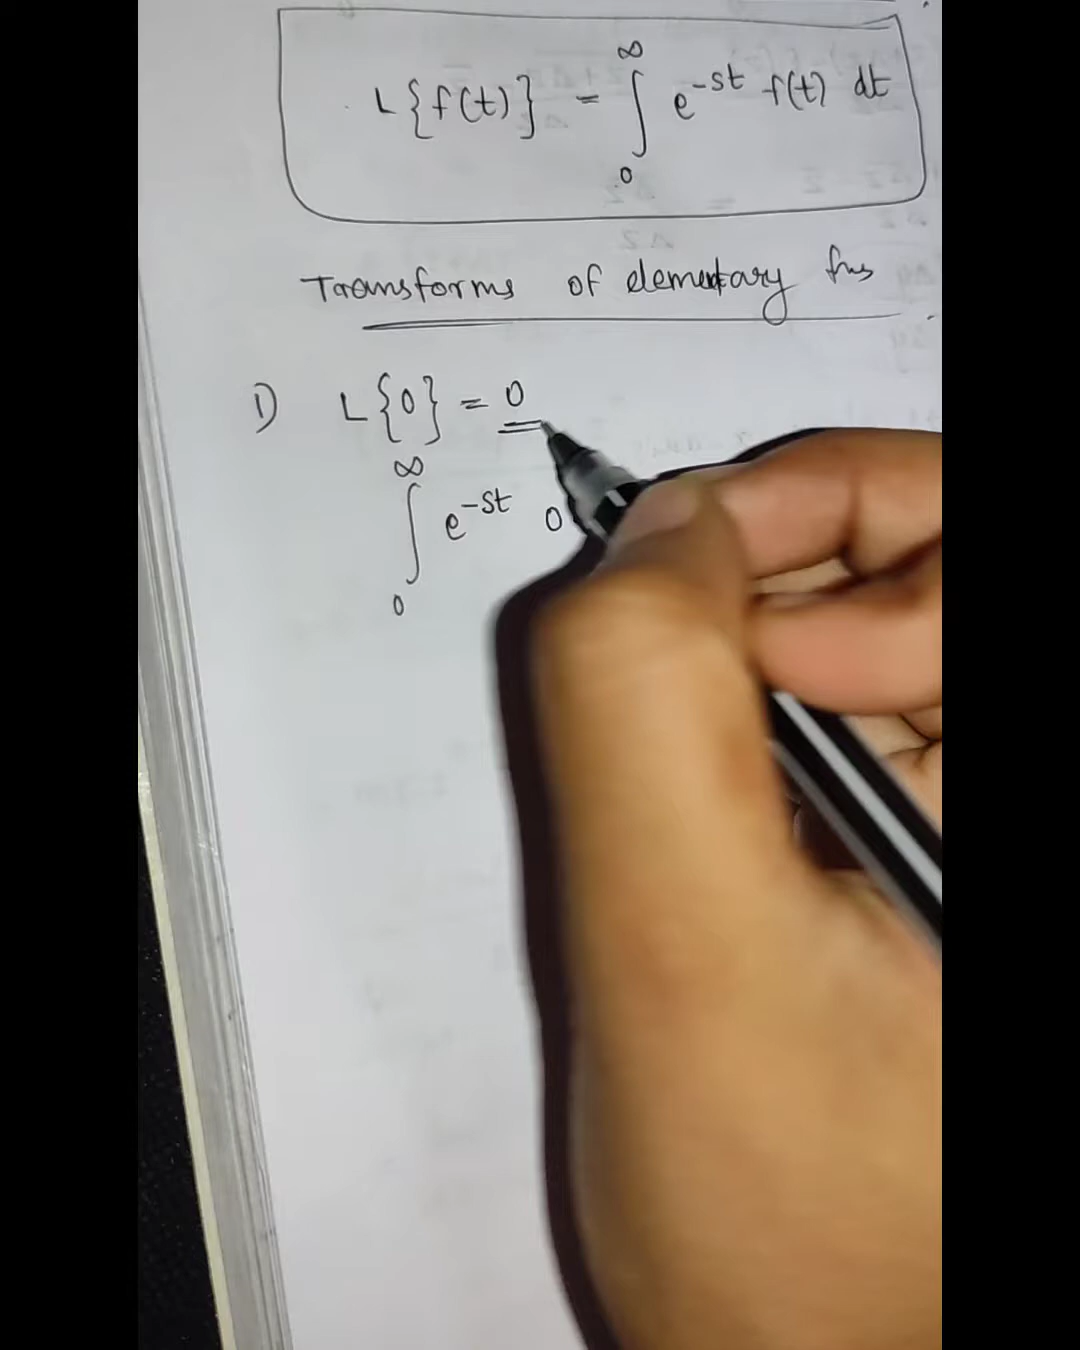 L{f(t)} = ∫₀^∞ e^-st f(t) dt
Transforms of elementary fns
1) L{0} = 0
∫₀^∞ e^-st 0